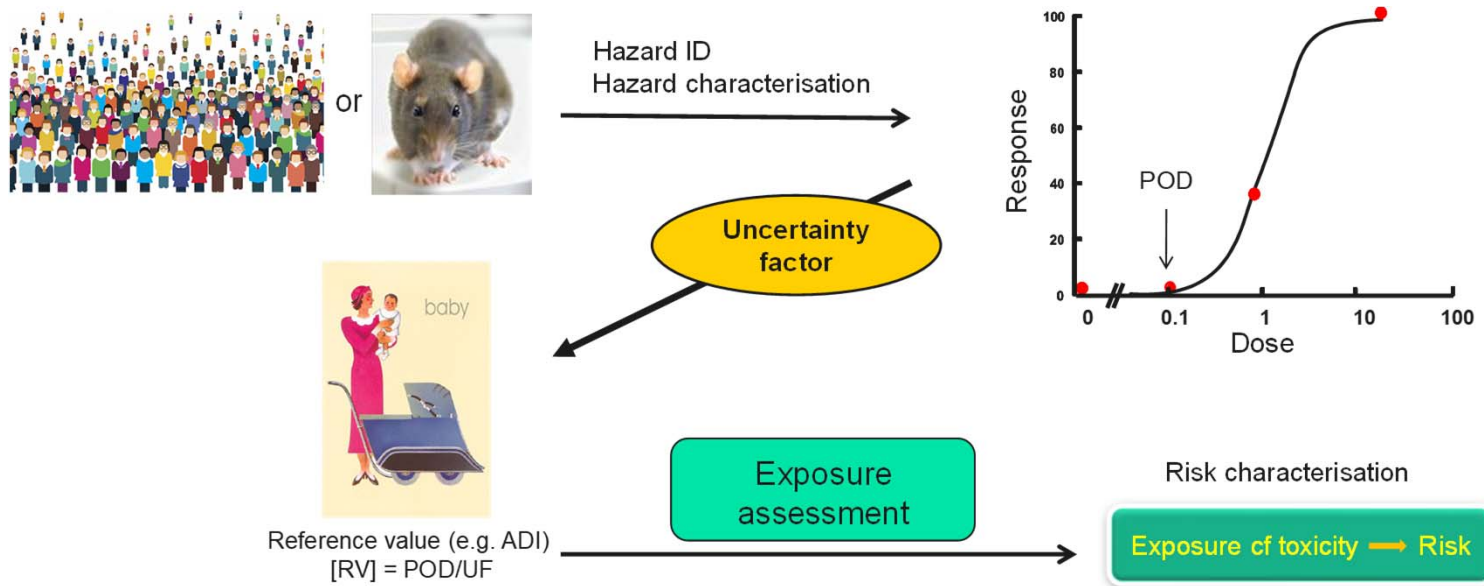 or
Hazard ID
Hazard characterisation
Uncertainty
factor
100
80
60
40
20
0
Response
POD
0
0.1
1
10
100
Dose
baby
Reference value (e.g. ADI)
[RV] = POD/UF
Exposure
assessment
Risk characterisation
Exposure cf toxicity → Risk